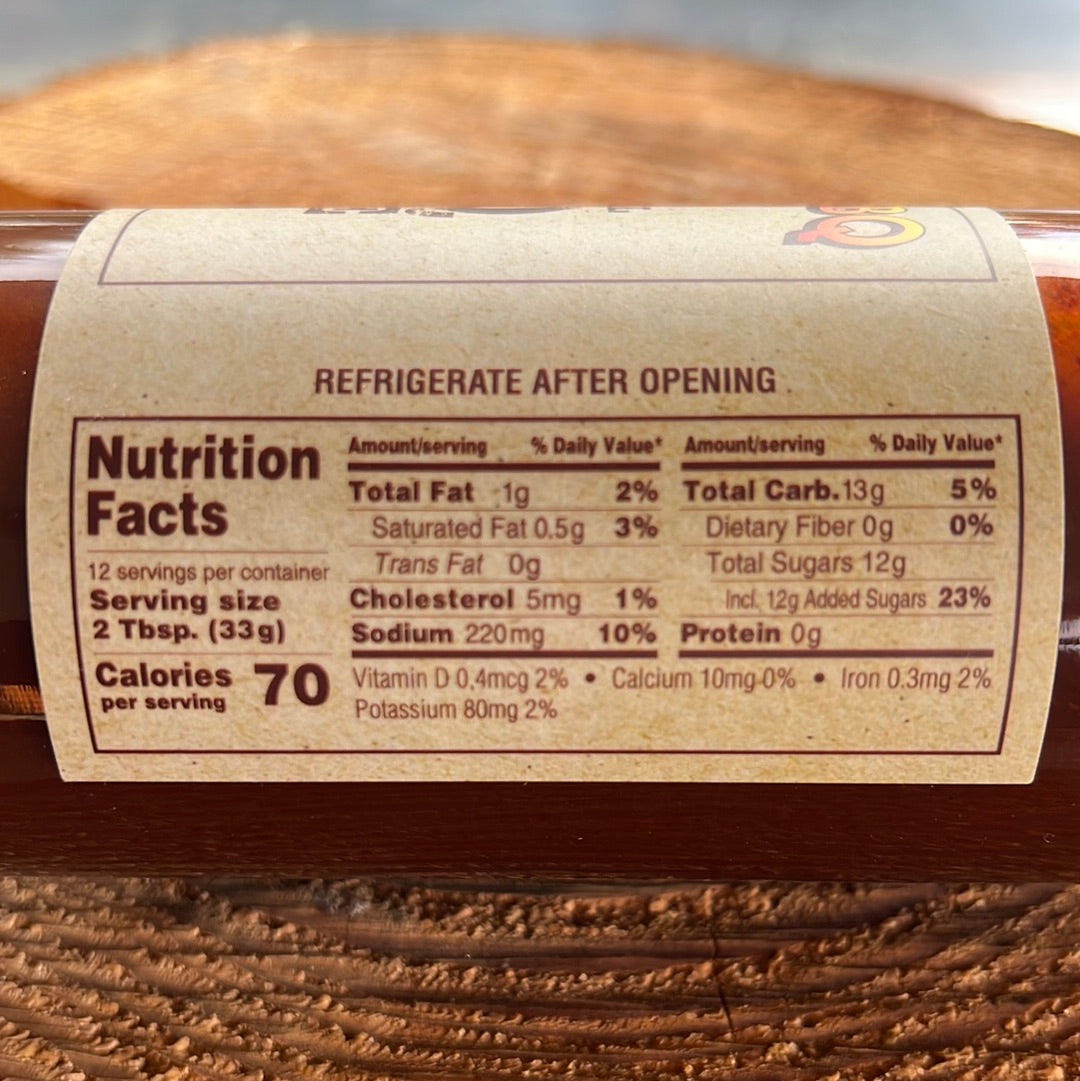 REFRIGERATE AFTER OPENING
Nutrition
Facts
12 servings per container
Serving size
2 Tbsp. (33g)
Calories 70
per serving
Amount/serving % Daily Value*
Total Fat 1g 2%
Saturated Fat 0.5g 3%
Trans Fat 0g
Cholesterol 5mg 1%
Sodium 220mg 10%
Amount/serving % Daily Value*
Total Carb. 13g 5%
Dietary Fiber 0g 0%
Total Sugars 12g
Incl. 12g Added Sugars 23%
Protein 0g
Vitamin D 0.4mcg 2% • Calcium 10mg 0% • Iron 0.3mg 2%
Potassium 80mg 2%